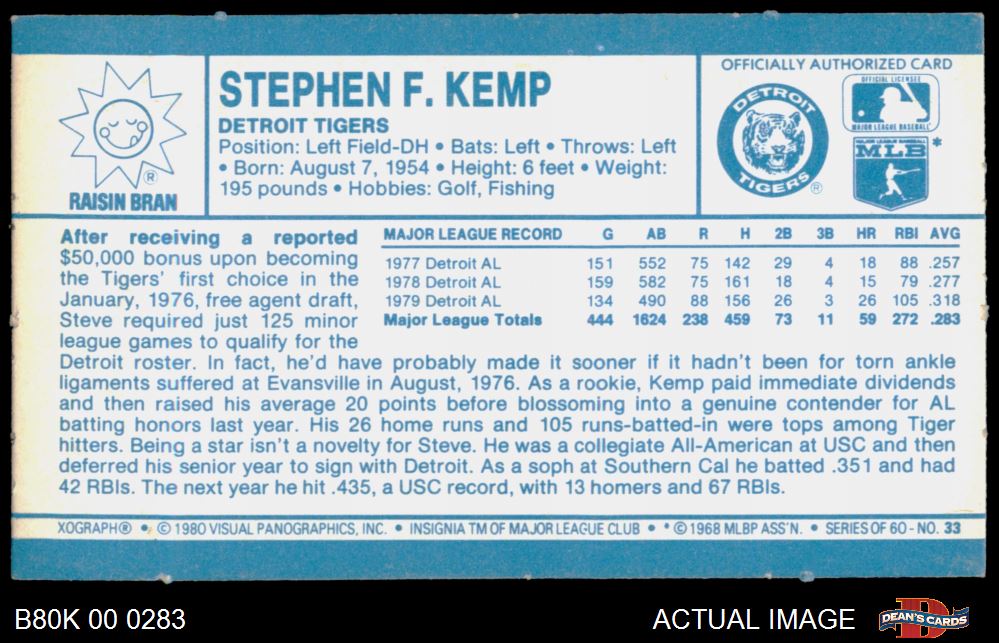 RAISIN BRAN
®
STEPHEN F. KEMP
DETROIT TIGERS
Position: Left Field-DH • Bats: Left • Throws: Left
• Born: August 7, 1954 • Height: 6 feet • Weight:
195 pounds • Hobbies: Golf, Fishing
OFFICIALLY AUTHORIZED CARD
DETROIT
TIGERS
®
OFFICIAL LICENSEE
MAJOR LEAGUE BASEBALL
MAJOR LEAGUE BASEBALL
MLB *
After receiving a reported
$50,000 bonus upon becoming
the Tigers' first choice in the
January, 1976, free agent draft,
Steve required just 125 minor
league games to qualify for the
MAJOR LEAGUE RECORD G AB R H 2B 3B HR RBI AVG
1977 Detroit AL 151 552 75 142 29 4 18 88 .257
1978 Detroit AL 159 582 75 161 18 4 15 79 .277
1979 Detroit AL 134 490 88 156 26 3 26 105 .318
Major League Totals 444 1624 238 459 73 11 59 272 .283
Detroit roster. In fact, he'd have probably made it sooner if it hadn't been for torn ankle
ligaments suffered at Evansville in August, 1976. As a rookie, Kemp paid immediate dividends
and then raised his average 20 points before blossoming into a genuine contender for AL
batting honors last year. His 26 home runs and 105 runs-batted-in were tops among Tiger
hitters. Being a star isn't a novelty for Steve. He was a collegiate All-American at USC and then
deferred his senior year to sign with Detroit. As a soph at Southern Cal he batted .351 and had
42 RBIs. The next year he hit .435, a USC record, with 13 homers and 67 RBIs.
XOGRAPH® • © 1980 VISUAL PANOGRAPHICS, INC. • INSIGNIA TM OF MAJOR LEAGUE CLUB • * © 1968 MLBP ASS'N. • SERIES OF 60 - NO. 33
B80K 00 0283
ACTUAL IMAGE
DEAN'S CARDS